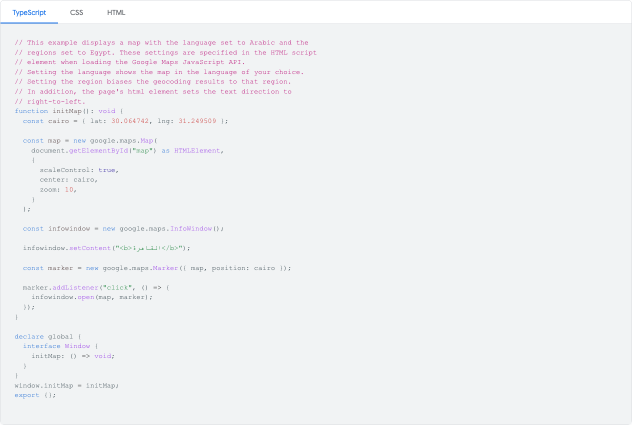 TypeScript CSS HTML
// This example displays a map with the language set to Arabic and the
// regions set to Egypt. These settings are specified in the HTML script
// element when loading the Google Maps JavaScript API.
// Setting the language shows the map in the language of your choice.
// Setting the region biases the geocoding results to that region.
// In addition, the page's html element sets the text direction to
// right-to-left.
function initMap(): void {
  const cairo = { lat: 30.064742, lng: 31.249509 };

  const map = new google.maps.Map(
    document.getElementById("map") as HTMLElement,
    {
      scaleControl: true,
      center: cairo,
      zoom: 10,
    }
  );

  const infowindow = new google.maps.InfoWindow();

  infowindow.setContent("<b>القاهرة</b>");

  const marker = new google.maps.Marker({ map, position: cairo });

  marker.addListener("click", () => {
    infowindow.open(map, marker);
  });
}

declare global {
  interface Window {
    initMap: () => void;
  }
}
window.initMap = initMap;
export {};